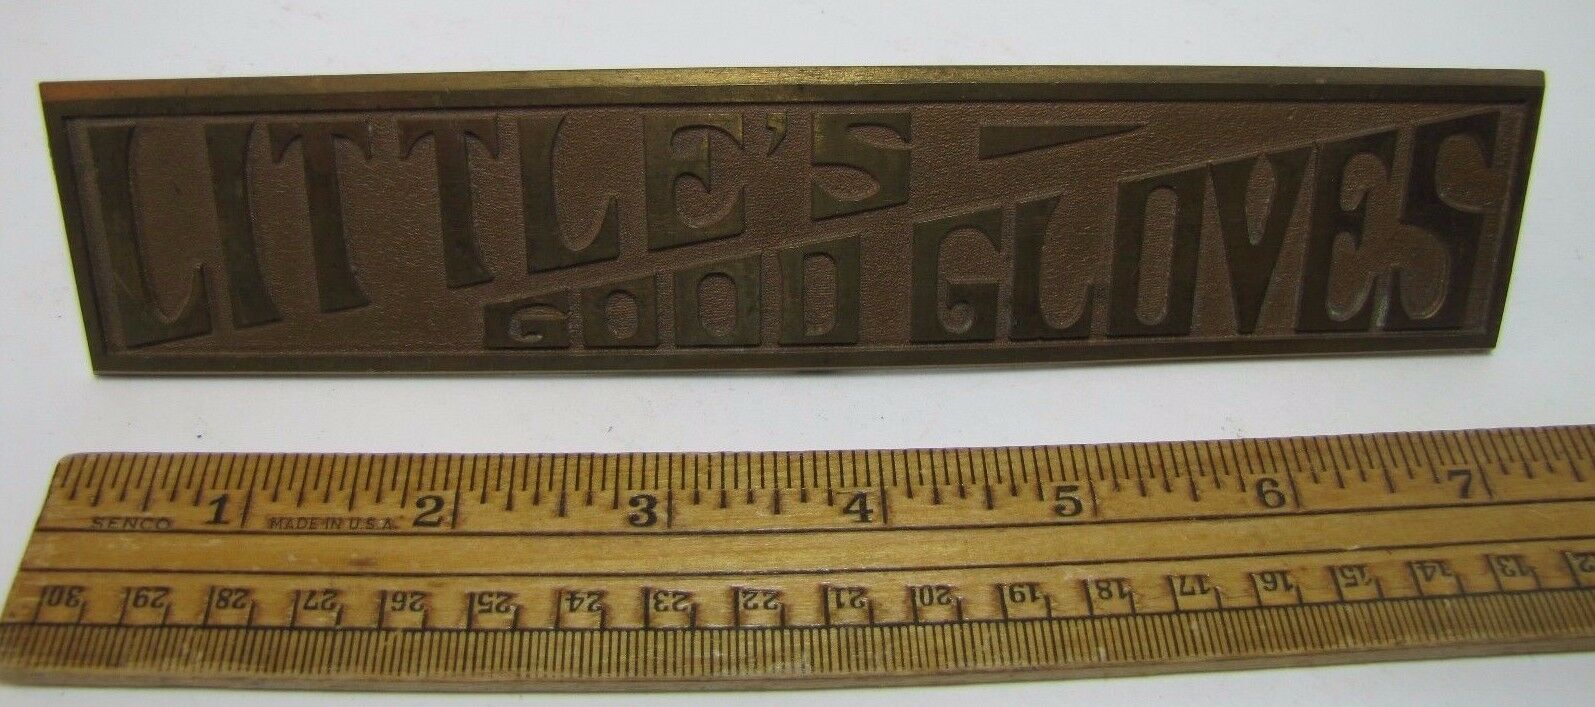 LITTLE'S —
GOOD GLOVES
1 2 3 4 5 6 7
SENCO MADE IN U.S.A.
30 29 28 27 26 25 24 23 22 21 20 19 18 17 16 15 14 13